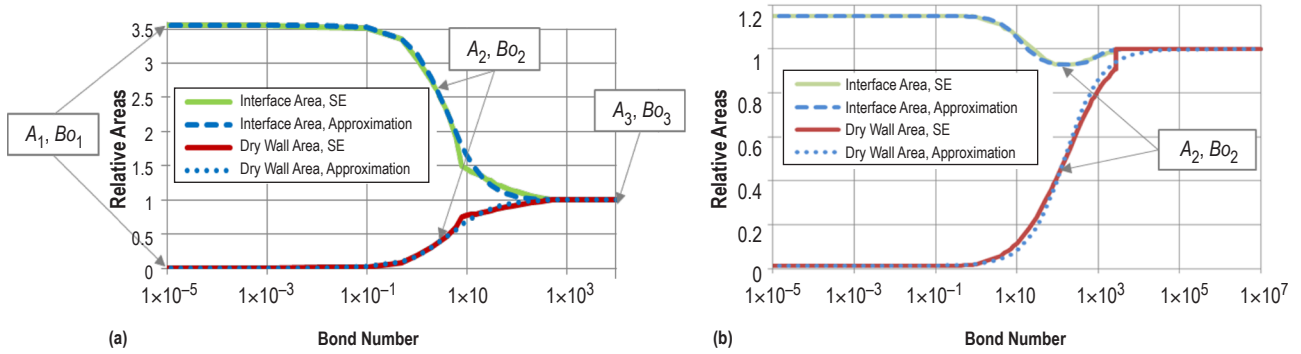 3.5
3
2.5
2
1.5
1
0.5
0
Relative Areas
A1, Bo1
A2, Bo2
A3, Bo3
Interface Area, SE
Interface Area, Approximation
Dry Wall Area, SE
Dry Wall Area, Approximation
1×10⁻⁵
1×10⁻³
1×10⁻¹
1×10
1×10³
(a)
Bond Number
1.2
1
0.8
0.6
0.4
0.2
0
Relative Areas
Interface Area, SE
Interface Area, Approximation
Dry Wall Area, SE
Dry Wall Area, Approximation
A2, Bo2
1×10⁻⁵
1×10⁻³
1×10⁻¹
1×10
1×10³
1×10⁵
1×10⁷
(b)
Bond Number